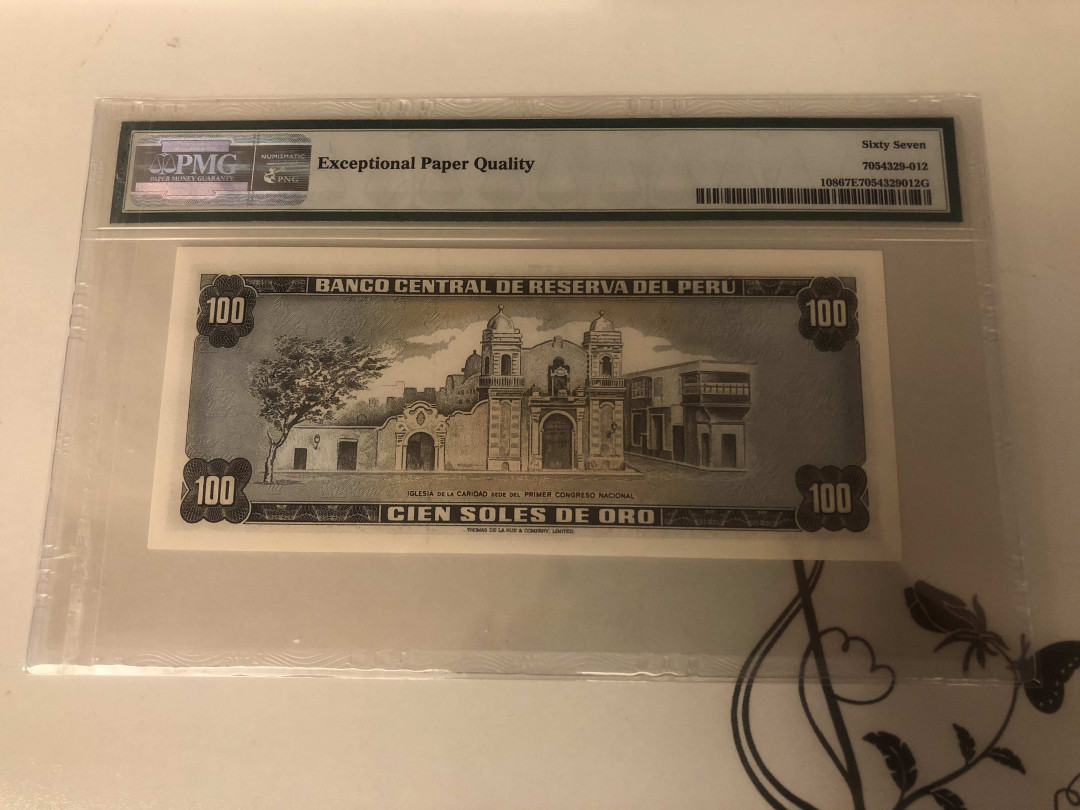 PMG
PAPER MONEY GUARANTY
NUMISMATIC
PNG
Exceptional Paper Quality
Sixty Seven
7054329-012
10867E7054329012G
BANCO CENTRAL DE RESERVA DEL PERÚ
100
100
100
100
IGLESIA DE LA CARIDAD SEDE DEL PRIMER CONGRESO NACIONAL
CIEN SOLES DE ORO
THOMAS DE LA RUE & COMPANY, LIMITED.